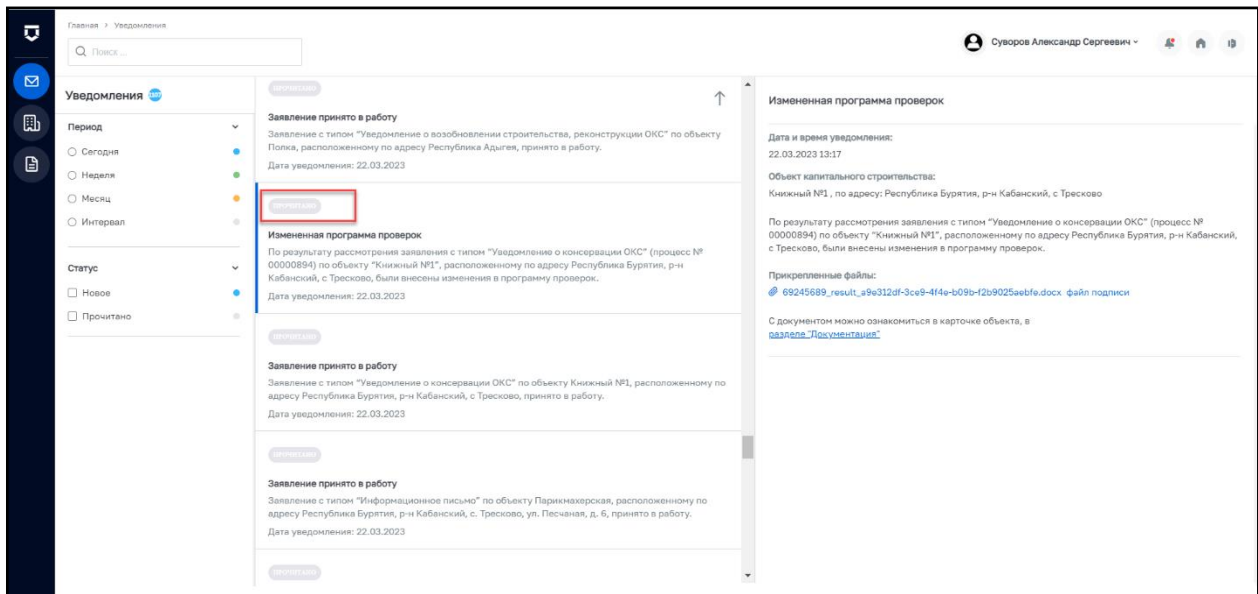 Главная > Уведомления
Поиск ...
Суворов Александр Сергеевич
Уведомления
Период
Сегодня
Неделя
Месяц
Интервал
Статус
Новое
Прочитано
ПРОЧИТАНО
Заявление принято в работу
Заявление с типом "Уведомление о возобновлении строительства, реконструкции ОКС" по объекту
Полка, расположенному по адресу Республика Адыгея, принято в работу.
Дата уведомления: 22.03.2023
ПРОЧИТАНО
Измененная программа проверок
По результату рассмотрения заявления с типом "Уведомление о консервации ОКС" (процесс №
00000894) по объекту "Книжный №1", расположенному по адресу Республика Бурятия, р-н
Кабанский, с Тресково, были внесены изменения в программу проверок.
Дата уведомления: 22.03.2023
ПРОЧИТАНО
Заявление принято в работу
Заявление с типом "Уведомление о консервации ОКС" по объекту Книжный №1, расположенному по
адресу Республика Бурятия, р-н Кабанский, с Тресково, принято в работу.
Дата уведомления: 22.03.2023
ПРОЧИТАНО
Заявление принято в работу
Заявление с типом "Информационное письмо" по объекту Парикмахерская, расположенному по
адресу Республика Бурятия, р-н Кабанский, с. Тресково, ул. Песчаная, д. 6, принято в работу.
Дата уведомления: 22.03.2023
ПРОЧИТАНО
Измененная программа проверок
Дата и время уведомления:
22.03.2023 13:17
Объект капитального строительства:
Книжный №1 , по адресу: Республика Бурятия, р-н Кабанский, с Тресково
По результату рассмотрения заявления с типом "Уведомление о консервации ОКС" (процесс №
00000894) по объекту "Книжный №1", расположенному по адресу Республика Бурятия, р-н Кабанский,
с Тресково, были внесены изменения в программу проверок.
Прикрепленные файлы:
69245689_result_a9e312df-3ce9-4f4e-b09b-f2b9025aebfe.docx файл подписи
С документом можно ознакомиться в карточке объекта, в
разделе "Документация"